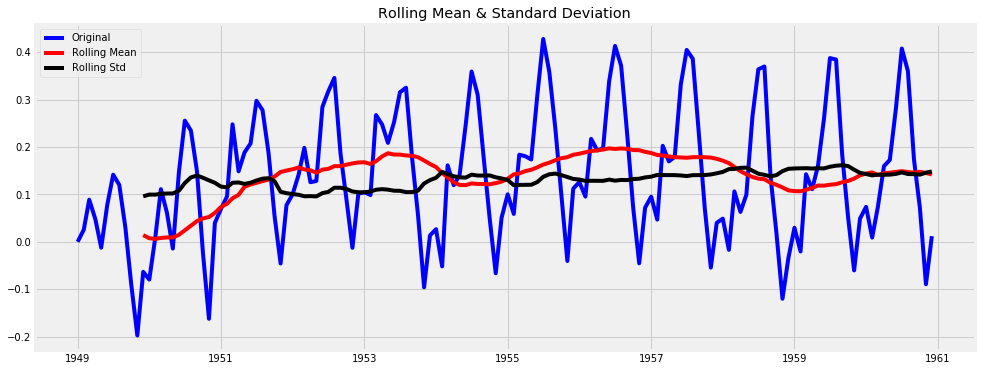 Rolling Mean & Standard Deviation
Original
Rolling Mean
Rolling Std
0.4
0.3
0.2
0.1
0.0
−0.1
−0.2
1949 1951 1953 1955 1957 1959 1961